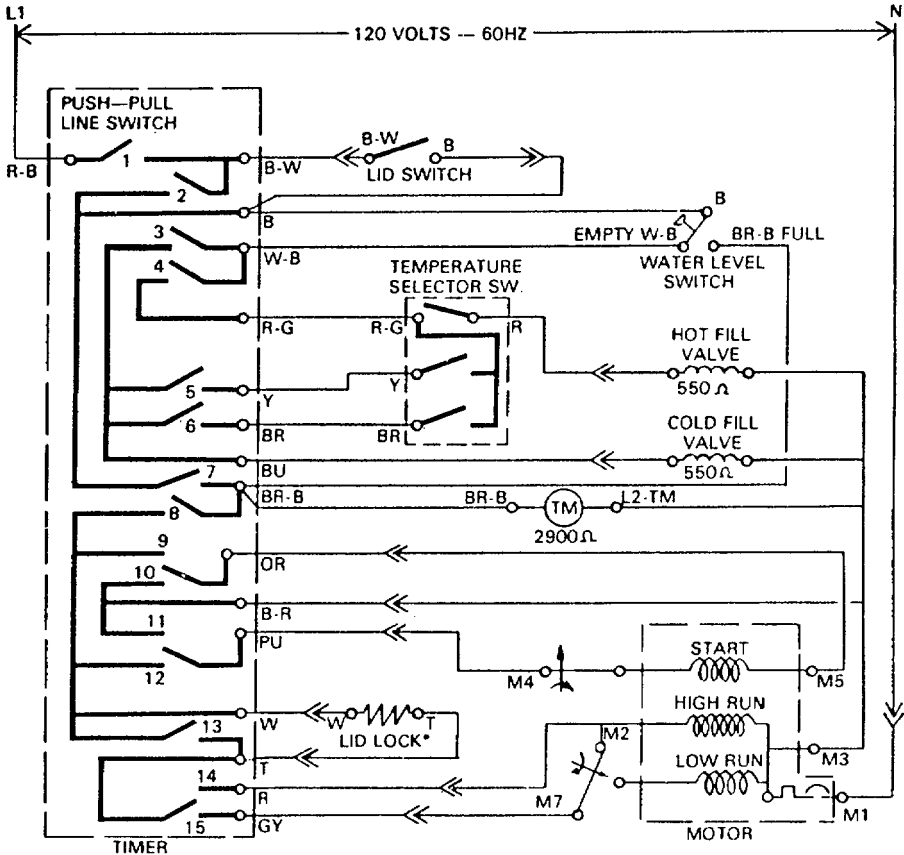 L1 N
120 VOLTS — 60HZ
PUSH—PULL
LINE SWITCH
R-B
1
B-W
B-W
B
LID SWITCH
2
B
B
3
W-B
EMPTY W-B
BR-B FULL
WATER LEVEL
SWITCH
4
TEMPERATURE
SELECTOR SW.
R-G
R-G
R
HOT FILL
VALVE
550Ω
5
Y
Y
6
BR
BR
COLD FILL
VALVE
550Ω
BU
7
BR-B
BR-B
TM
L2-TM
2900Ω
8
9
OR
10
B-R
11
PU
12
START
M4
M5
HIGH RUN
W
W
T
LID LOCK*
13
M2
M3
T
LOW RUN
14
R
M7
M1
15
GY
MOTOR
TIMER